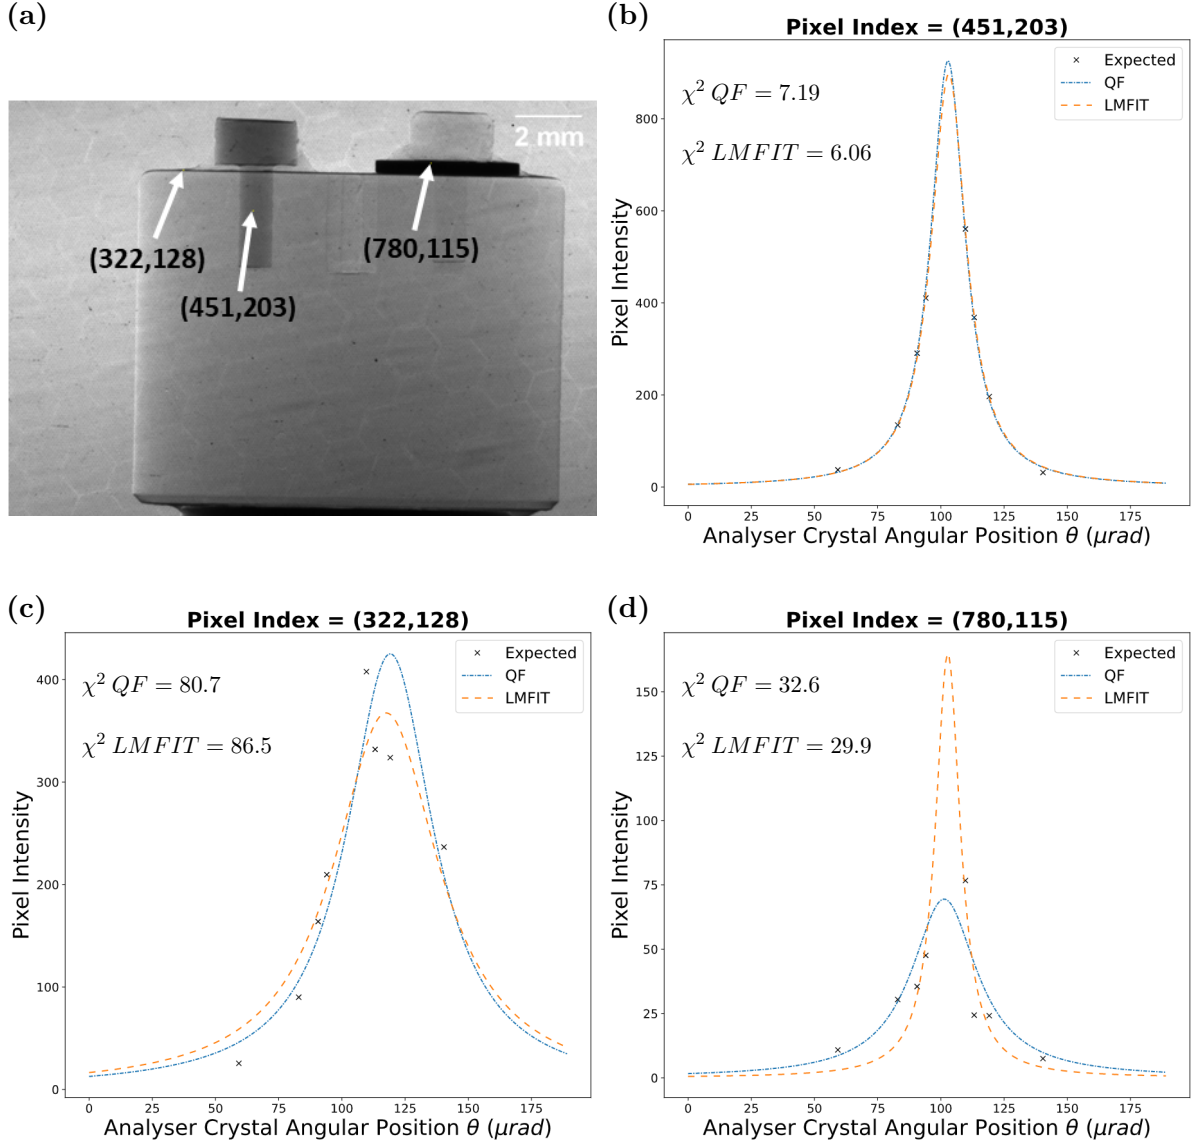 (a)
2 mm
(322,128)
(780,115)
(451,203)
(b)
Pixel Index = (451,203)
Expected
QF
LMFIT
χ² QF = 7.19
χ² LMFIT = 6.06
800
600
400
200
0
Pixel Intensity
0 25 50 75 100 125 150 175
Analyser Crystal Angular Position θ (μrad)
(c)
Pixel Index = (322,128)
Expected
QF
LMFIT
χ² QF = 80.7
χ² LMFIT = 86.5
400
300
200
100
0
Pixel Intensity
0 25 50 75 100 125 150 175
Analyser Crystal Angular Position θ (μrad)
(d)
Pixel Index = (780,115)
Expected
QF
LMFIT
χ² QF = 32.6
χ² LMFIT = 29.9
150
125
100
75
50
25
0
Pixel Intensity
0 25 50 75 100 125 150 175
Analyser Crystal Angular Position θ (μrad)